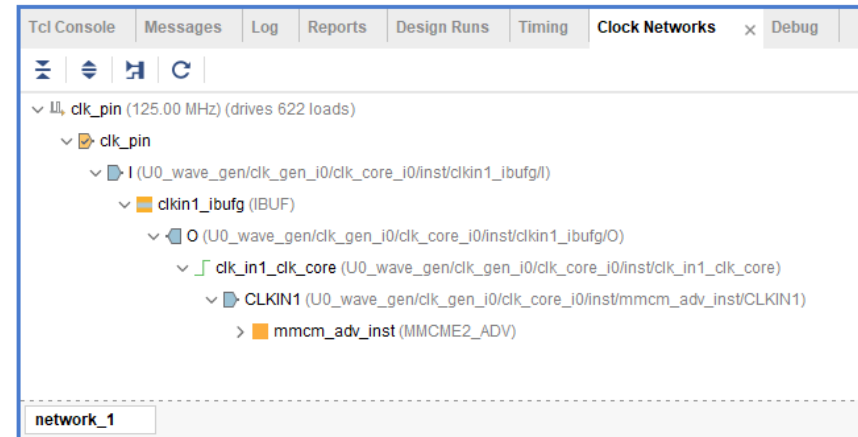 Tcl Console Messages Log Reports Design Runs Timing Clock Networks × Debug
clk_pin (125.00 MHz) (drives 622 loads)
clk_pin
I (U0_wave_gen/clk_gen_i0/clk_core_i0/inst/clkin1_ibufg/I)
clkin1_ibufg (IBUF)
O (U0_wave_gen/clk_gen_i0/clk_core_i0/inst/clkin1_ibufg/O)
clk_in1_clk_core (U0_wave_gen/clk_gen_i0/clk_core_i0/inst/clk_in1_clk_core)
CLKIN1 (U0_wave_gen/clk_gen_i0/clk_core_i0/inst/mmcm_adv_inst/CLKIN1)
mmcm_adv_inst (MMCME2_ADV)
network_1